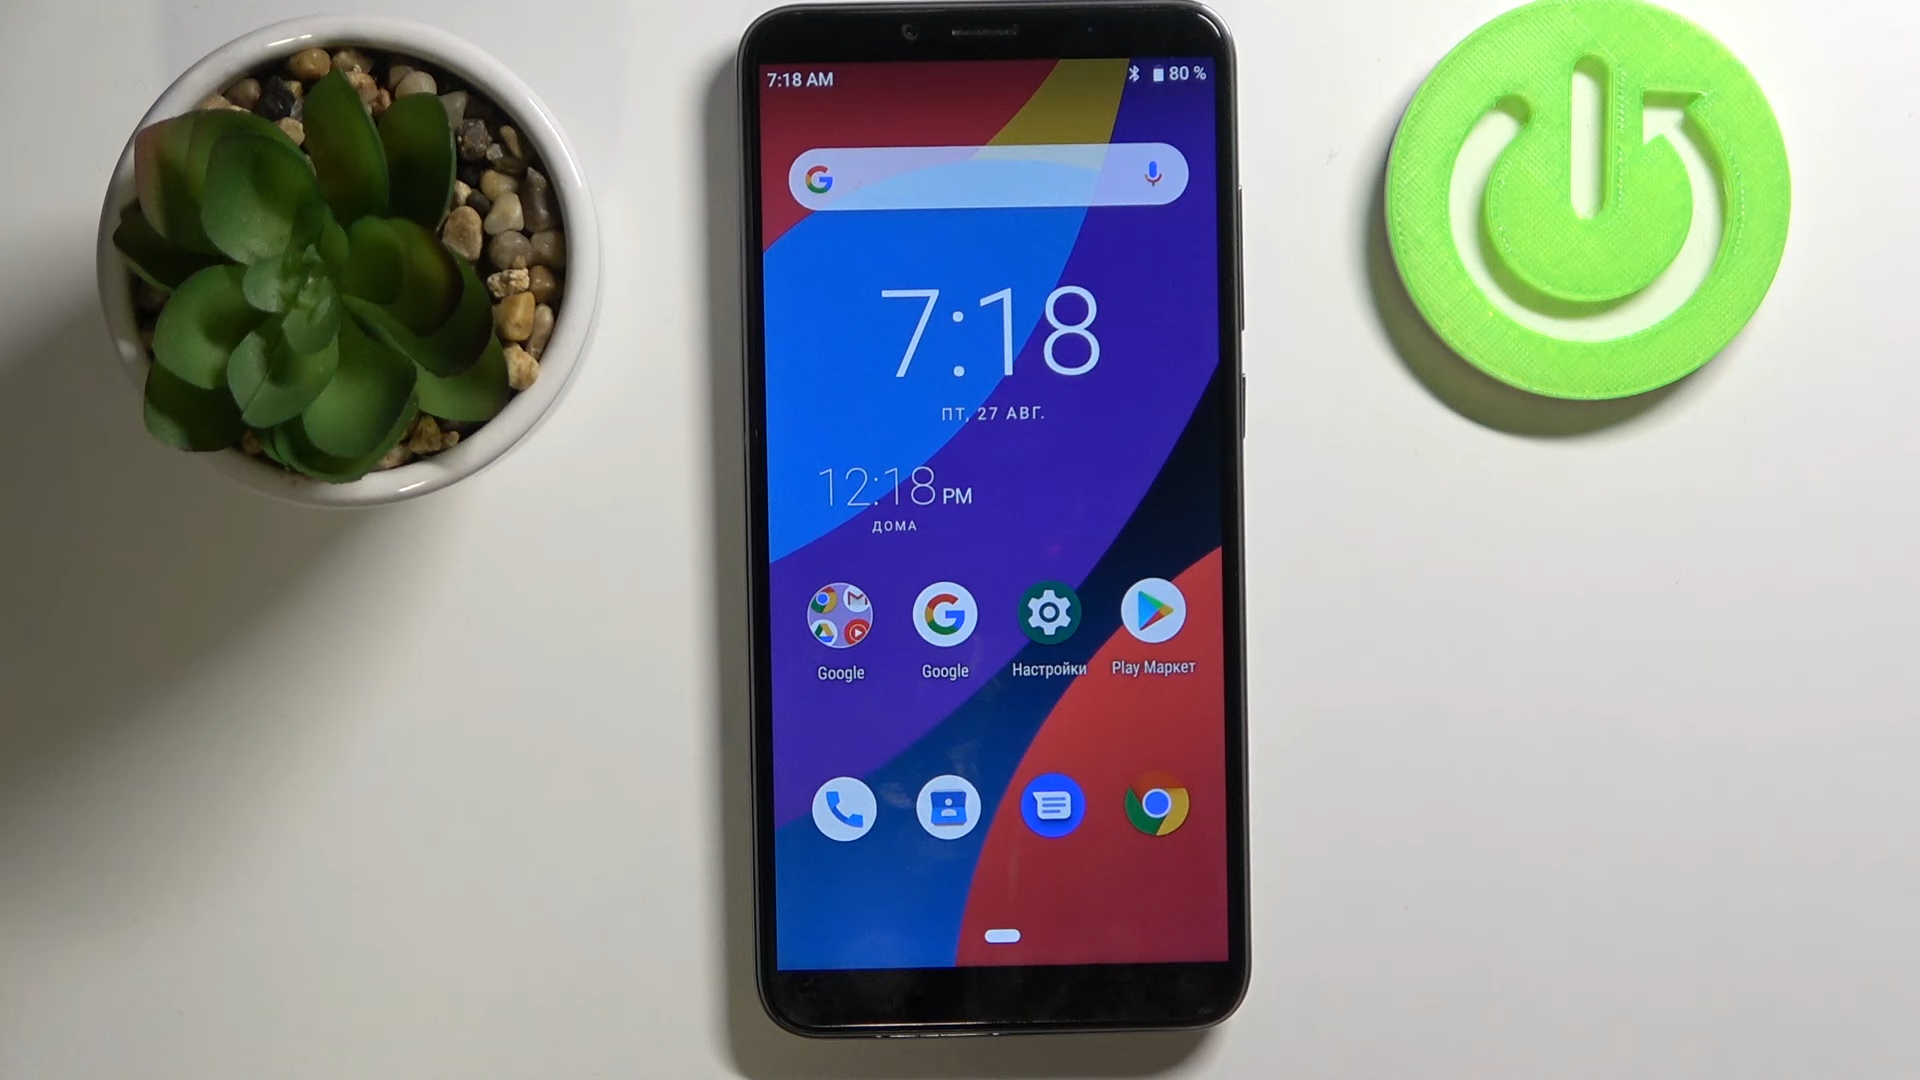 7:18 AM
80 %
7:18
ПТ, 27 АВГ.
12:18 PM
ДОМА
Google
Google
Настройки
Play Маркет